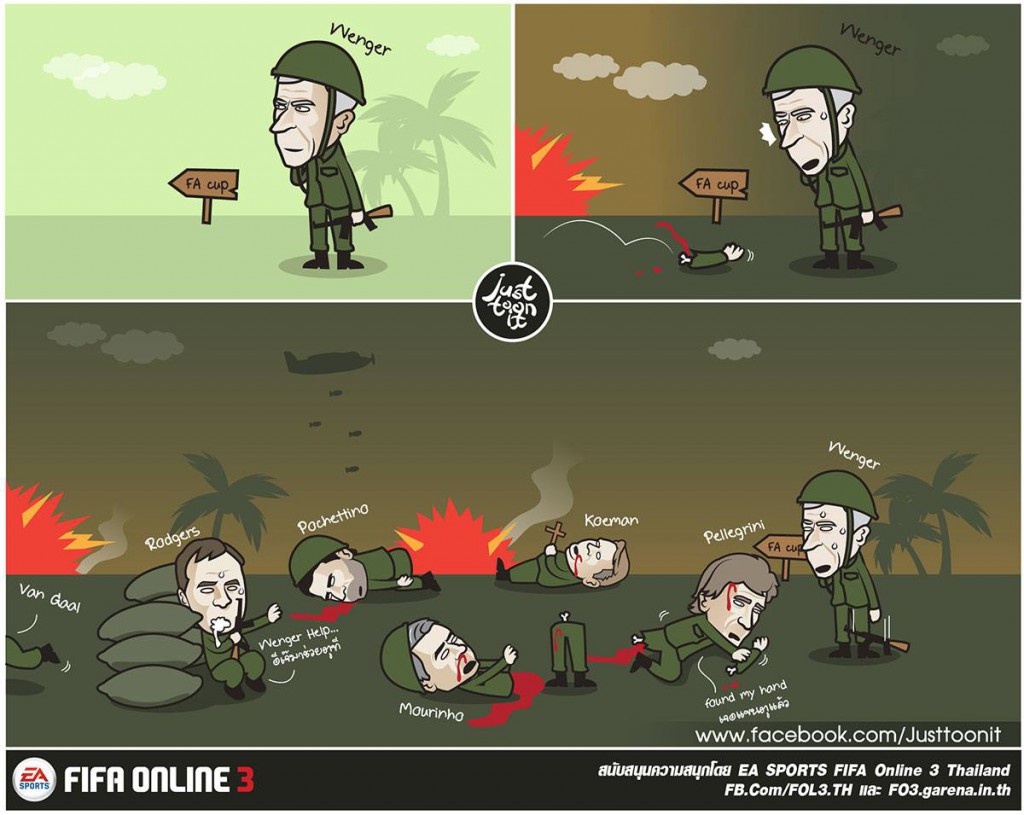 Wenger
FA cup
Wenger
FA cup
Just
toon
it
Wenger
Koeman
Pochettino
Pellegrini
Rodgers
FA cup
Van Gaal
Wenger Help...
Mourinho
found my hand
www.facebook.com/Justtoonit
EA
SPORTS
FIFA ONLINE 3
สนับสนุนความสนุกโดย EA SPORTS FIFA Online 3 Thailand
FB.Com/FOL3.TH และ FO3.garena.in.th